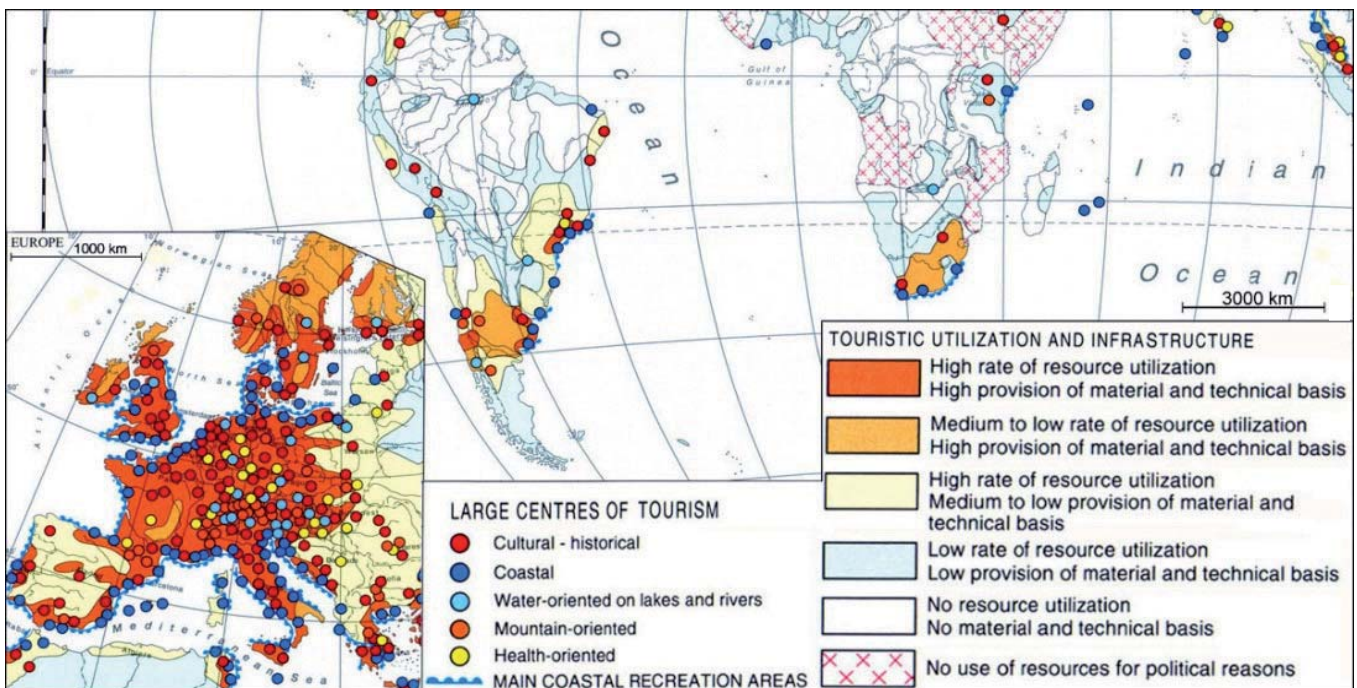 Ocean
0°
Equator
Gulf of
Guinea
Indian
Ocean
3000 km
EUROPE
1000 km
Norwegian Sea
Atlantic Ocean
North Sea
Baltic
Sea
Mediterranean Sea
TOURISTIC UTILIZATION AND INFRASTRUCTURE
High rate of resource utilization
High provision of material and technical basis
Medium to low rate of resource utilization
High provision of material and technical basis
High rate of resource utilization
Medium to low provision of material and
technical basis
Low rate of resource utilization
Low provision of material and technical basis
No resource utilization
No material and technical basis
No use of resources for political reasons
LARGE CENTRES OF TOURISM
Cultural - historical
Coastal
Water-oriented on lakes and rivers
Mountain-oriented
Health-oriented
MAIN COASTAL RECREATION AREAS